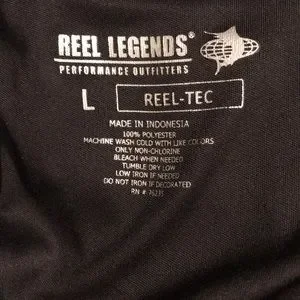 REEL LEGENDS®
PERFORMANCE OUTFITTERS
L REEL-TEC
MADE IN INDONESIA
100% POLYESTER
MACHINE WASH COLD WITH LIKE COLORS
ONLY NON-CHLORINE
BLEACH WHEN NEEDED
TUMBLE DRY LOW
LOW IRON IF NEEDED
DO NOT IRON IF DECORATED
RN #